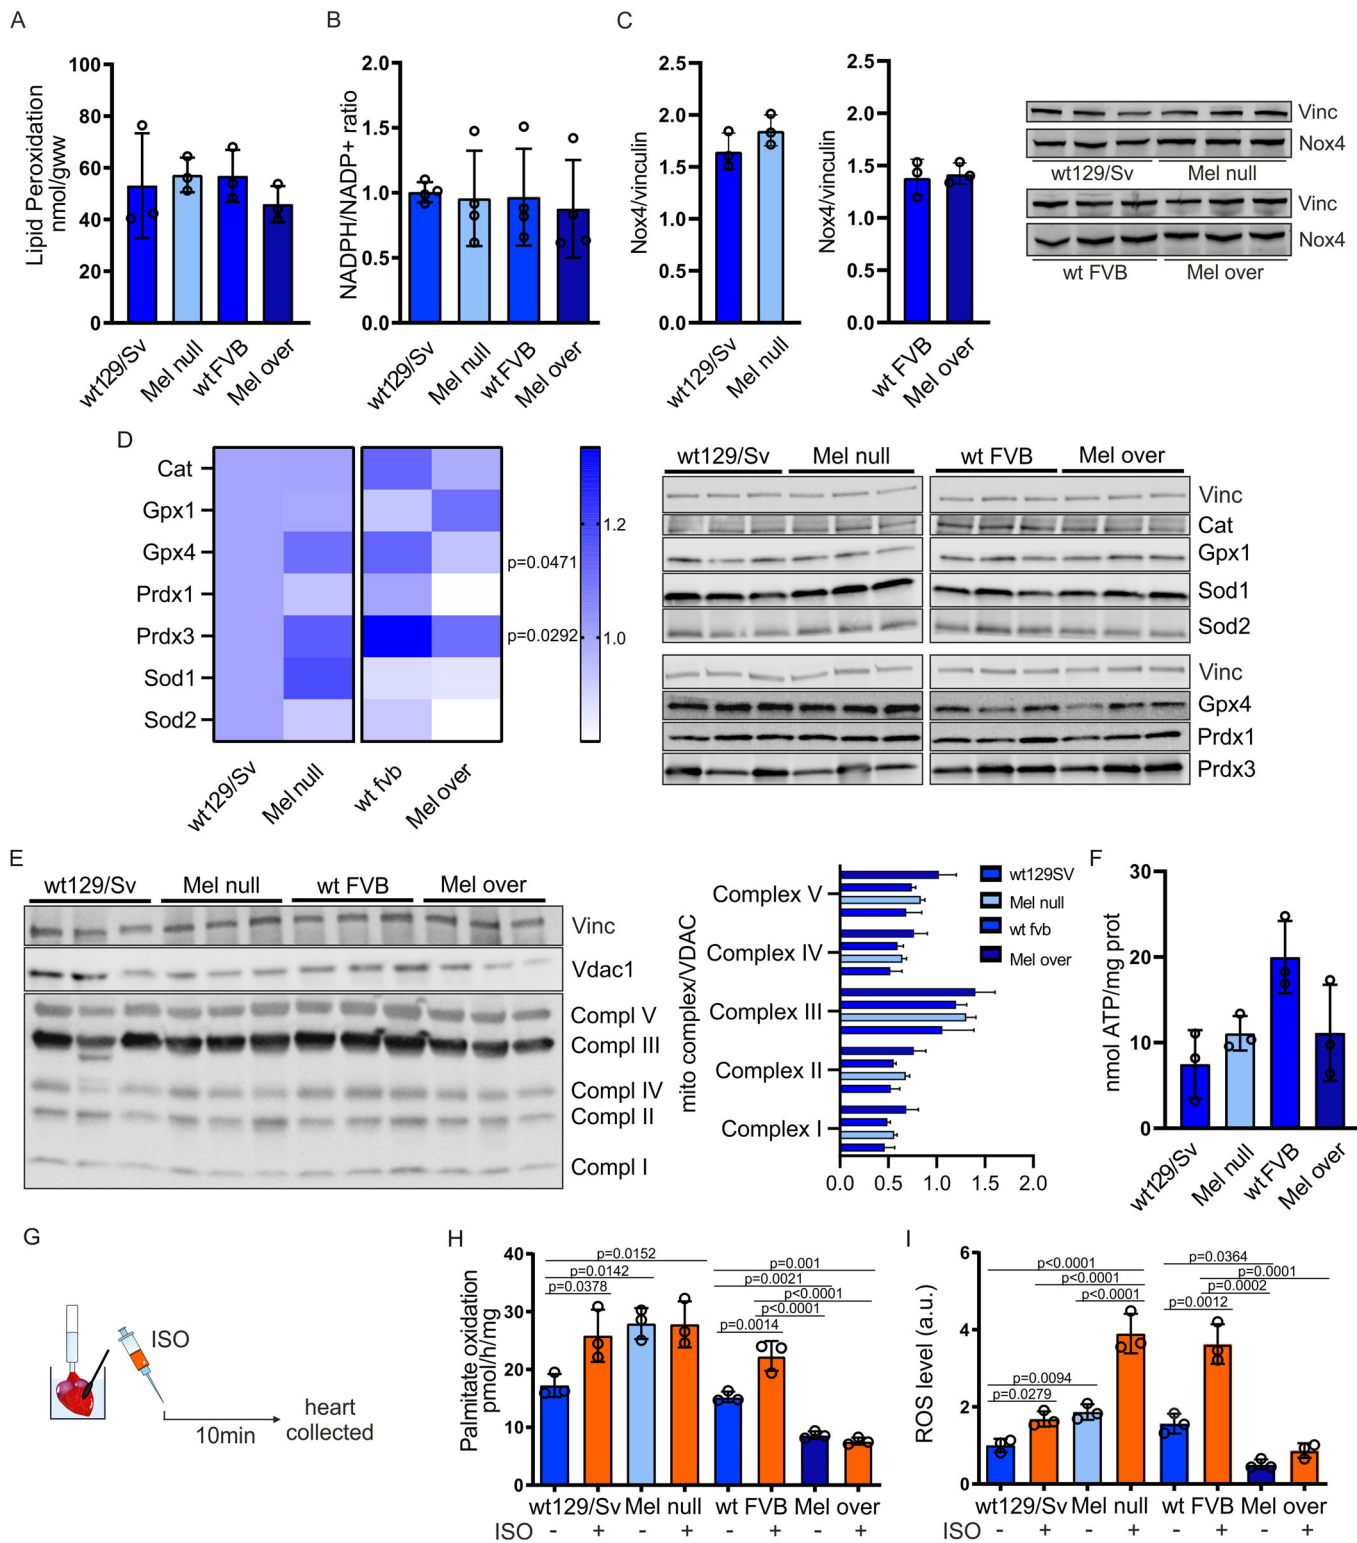 A
Lipid Peroxidation
nmol/gww
100
80
60
40
20
0
wt129/Sv
Mel null
wt FVB
Mel over
B
NADPH/NADP+ ratio
2.0
1.5
1.0
0.5
0.0
wt129/Sv
Mel null
wt FVB
Mel over
C
Nox4/vinculin
2.5
2.0
1.5
1.0
0.5
0.0
wt129/Sv
Mel null
Nox4/vinculin
2.5
2.0
1.5
1.0
0.5
0.0
wt FVB
Mel over
Vinc
Nox4
wt129/Sv Mel null
Vinc
Nox4
wt FVB Mel over
D
Cat
Gpx1
Gpx4
Prdx1
Prdx3
Sod1
Sod2
wt129/Sv
Mel null
wt fvb
Mel over
p=0.0471
p=0.0292
1.2
1.0
wt129/Sv Mel null wt FVB Mel over
Vinc
Cat
Gpx1
Sod1
Sod2
Vinc
Gpx4
Prdx1
Prdx3
E
wt129/Sv Mel null wt FVB Mel over
Vinc
Vdac1
Compl V
Compl III
Compl IV
Compl II
Compl I
mito complex/VDAC
Complex V
Complex IV
Complex III
Complex II
Complex I
0.0 0.5 1.0 1.5 2.0
wt129SV
Mel null
wt fvb
Mel over
F
nmol ATP/mg prot
30
20
10
0
wt129/Sv
Mel null
wt FVB
Mel over
G
ISO
10min
heart
collected
H
Palmitate oxidation
pmol/h/mg
40
30
20
10
0
p=0.0152
p=0.0142
p=0.0378
p=0.001
p=0.0021
p<0.0001
p<0.0001
p=0.0014
wt129/Sv Mel null wt FVB Mel over
ISO - + - + - + - +
I
ROS level (a.u.)
6
4
2
0
p<0.0001
p<0.0001
p<0.0001
p=0.0094
p=0.0279
p=0.0364
p=0.0001
p=0.0002
p=0.0012
wt129/Sv Mel null wt FVB Mel over
ISO - + - + - + - +